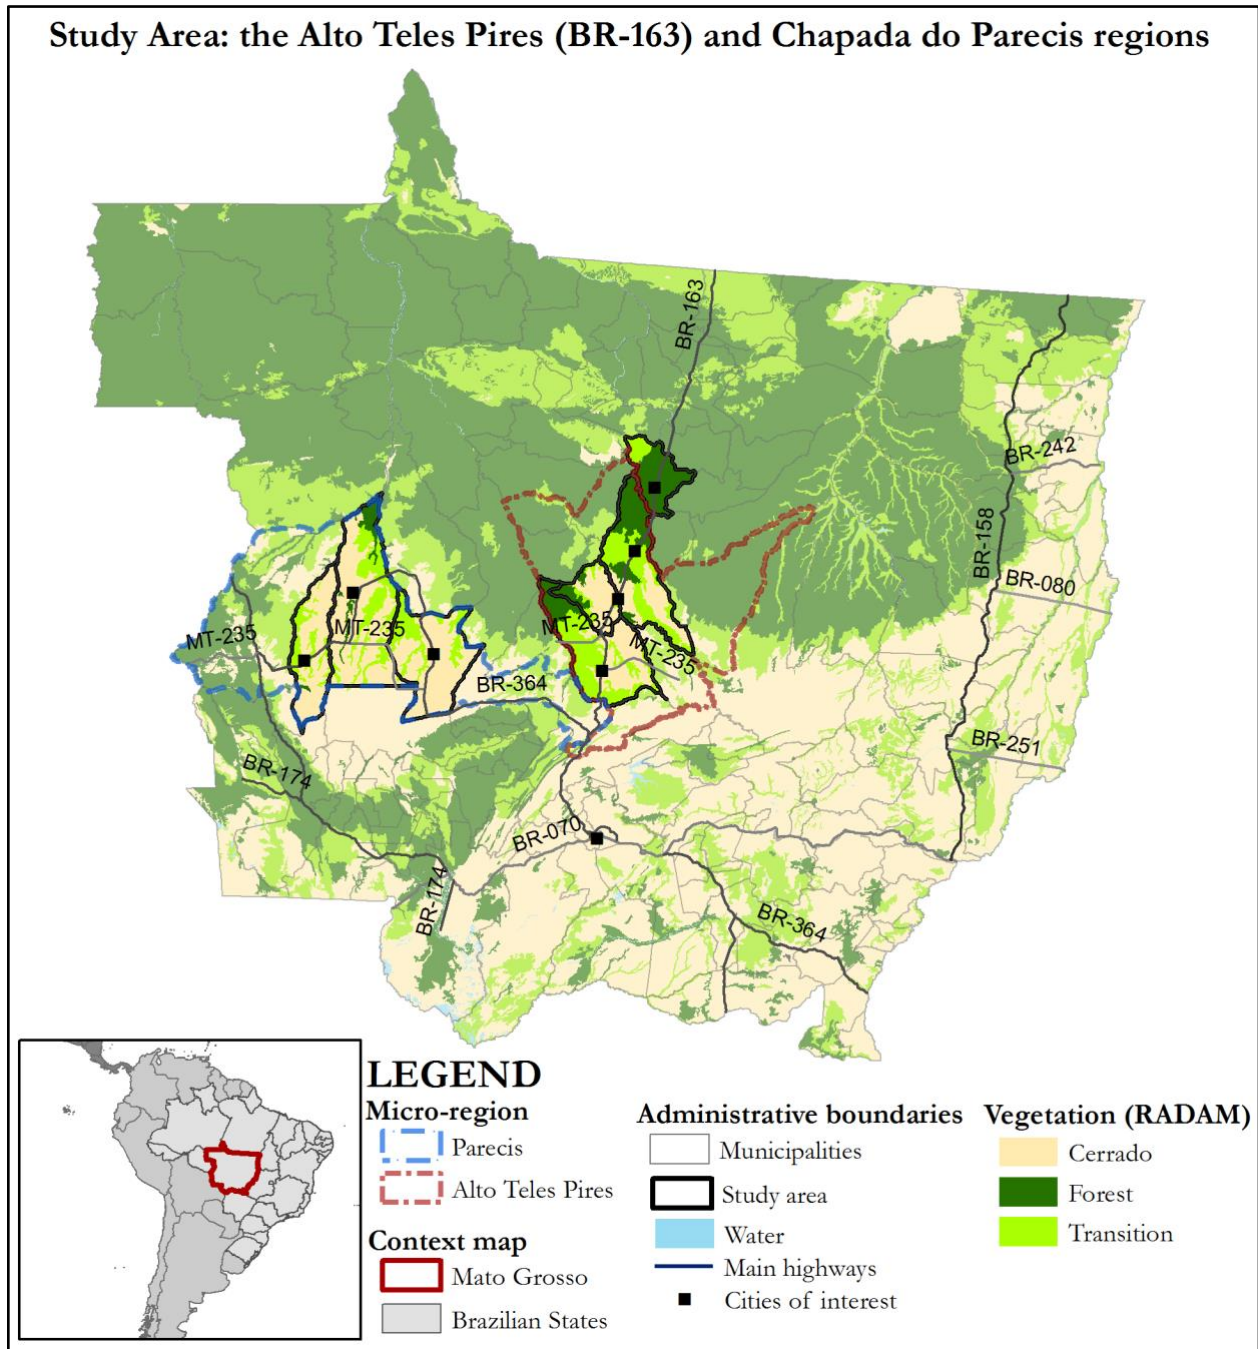 Study Area: the Alto Teles Pires (BR-163) and Chapada do Parecis regions
BR-163
BR-242
BR-158
BR-080
MT-235
MT-235
MT-235
MT-235
BR-364
BR-251
BR-174
BR-070
BR-174
BR-364
LEGEND
Micro-region
Parecis
Alto Teles Pires
Context map
Mato Grosso
Brazilian States
Administrative boundaries
Municipalities
Study area
Water
Main highways
Cities of interest
Vegetation (RADAM)
Cerrado
Forest
Transition